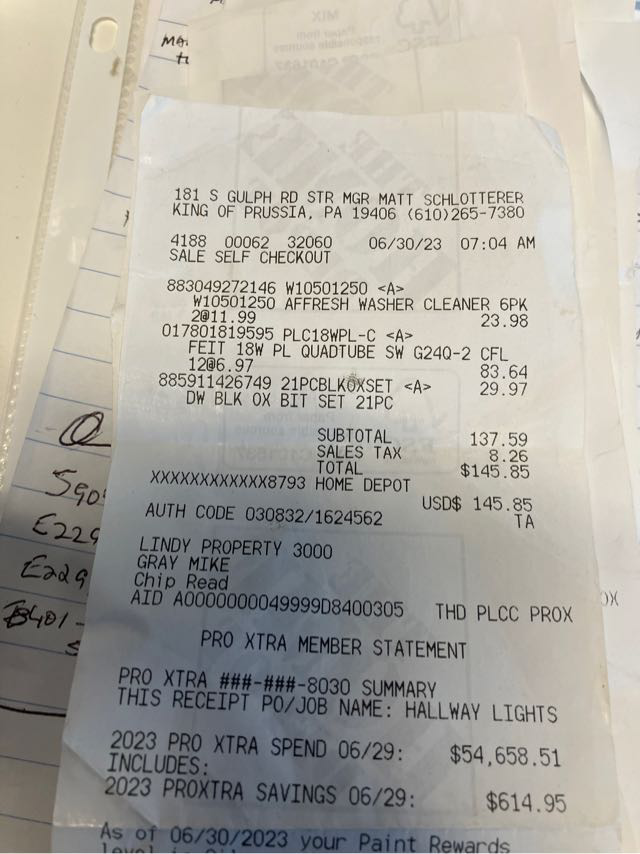 181 S GULPH RD STR MGR MATT SCHLOTTERER
KING OF PRUSSIA, PA 19406 (610)265-7380
4188 00062 32060 06/30/23 07:04 AM
SALE SELF CHECKOUT
883049272146 W10501250 <A>
W10501250 AFFRESH WASHER CLEANER 6PK
2@11.99 23.98
017801819595 PLC18WPL-C <A>
FEIT 18W PL QUADTUBE SW G24Q-2 CFL
12@6.97 83.64
885911426749 21PCBLKOXSET <A> 29.97
DW BLK OX BIT SET 21PC
SUBTOTAL 137.59
SALES TAX 8.26
TOTAL $145.85
XXXXXXXXXXXX8793 HOME DEPOT
USD$ 145.85
AUTH CODE 030832/1624562 TA
LINDY PROPERTY 3000
GRAY MIKE
Chip Read
AID A0000000049999D8400305 THD PLCC PROX
PRO XTRA MEMBER STATEMENT
PRO XTRA ###-###-8030 SUMMARY
THIS RECEIPT PO/JOB NAME: HALLWAY LIGHTS
2023 PRO XTRA SPEND 06/29: $54,658.51
INCLUDES:
2023 PROXTRA SAVINGS 06/29: $614.95
As of 06/30/2023 your Paint Rewards
E229
E229
B401-